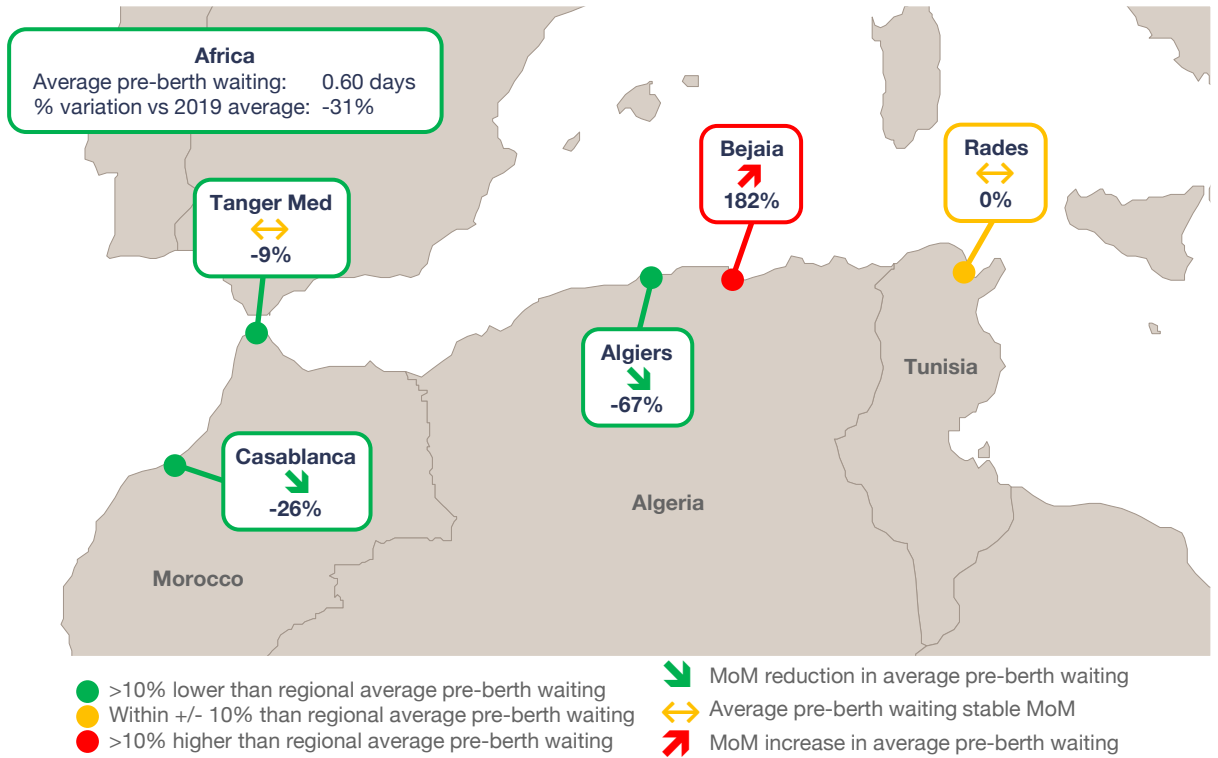 Africa
Average pre-berth waiting: 0.60 days
% variation vs 2019 average: -31%
Tanger Med
-9%
Bejaia
182%
Rades
0%
Algiers
-67%
Tunisia
Casablanca
-26%
Algeria
Morocco
>10% lower than regional average pre-berth waiting
Within +/- 10% than regional average pre-berth waiting
>10% higher than regional average pre-berth waiting
MoM reduction in average pre-berth waiting
Average pre-berth waiting stable MoM
MoM increase in average pre-berth waiting